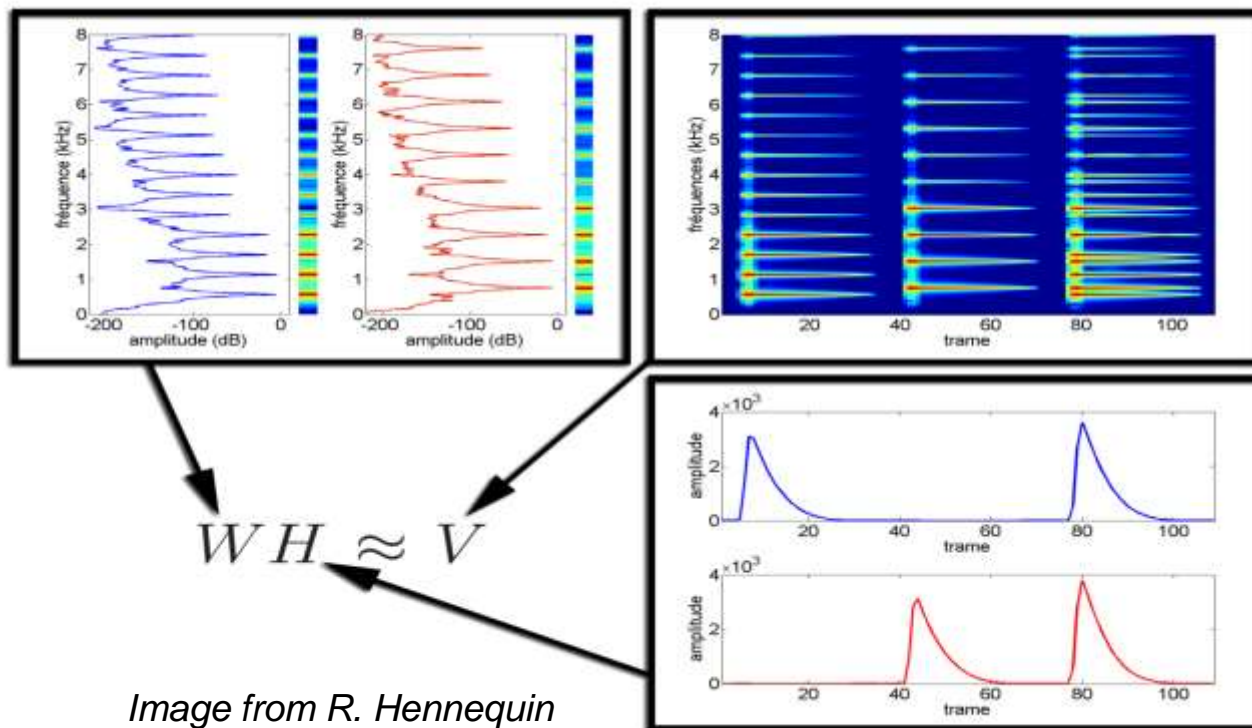 8
7
6
5
4
3
2
1
0
fréquence (kHz)
-200 -100 0
amplitude (dB)
8
7
6
5
4
3
2
1
0
fréquence (kHz)
-200 -100 0
amplitude (dB)
8
7
6
5
4
3
2
1
0
fréquences (kHz)
20 40 60 80 100
trame
W H ≈ V
4 ×10³
2
0
amplitude
20 40 60 80 100
trame
4 ×10³
2
0
amplitude
20 40 60 80 100
trame
Image from R. Hennequin